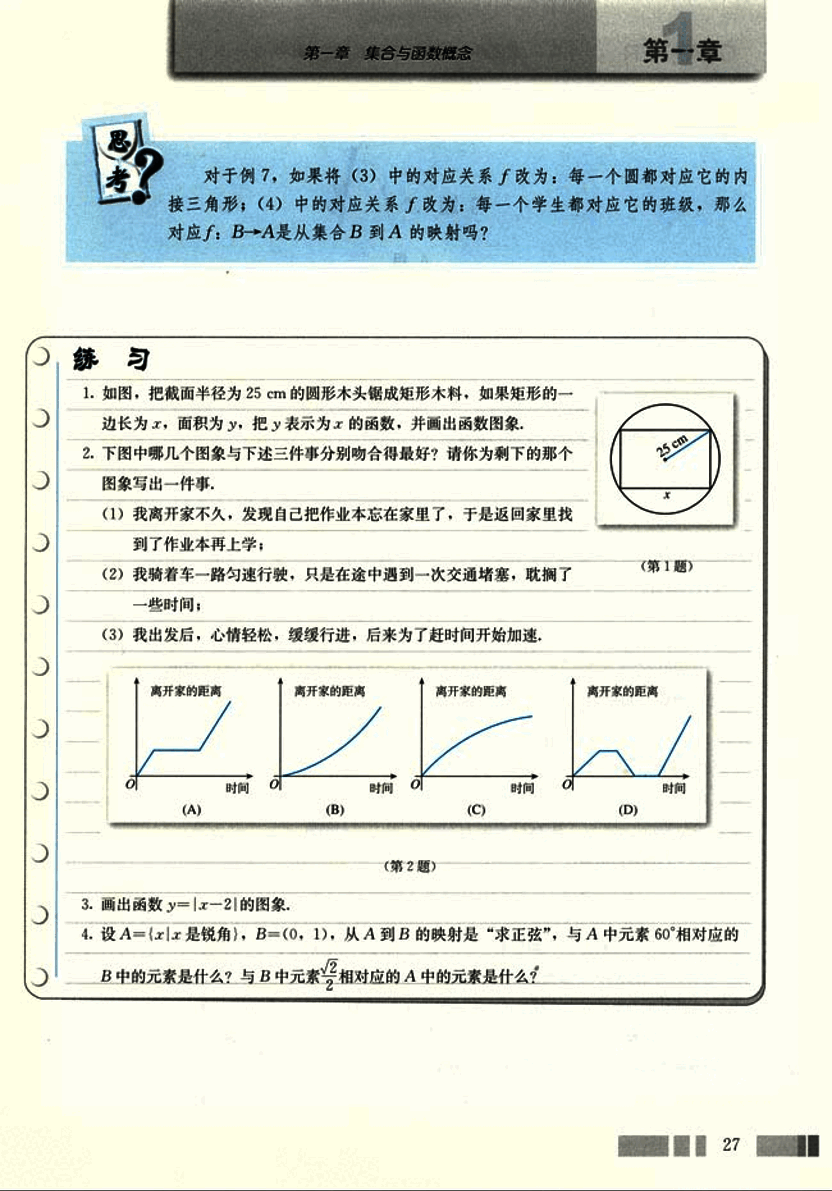 第一章 集合与函数概念
第一章
思考?
对于例 7，如果将（3）中的对应关系 f 改为：每一个圆都对应它的内
接三角形；（4）中的对应关系 f 改为：每一个学生都对应它的班级，那么
对应f：B→A是从集合 B 到 A 的映射吗？
练 习
1. 如图，把截面半径为 25 cm 的圆形木头锯成矩形木料，如果矩形的一
边长为 x，面积为 y，把 y 表示为 x 的函数，并画出函数图象.
25 cm
x
（第 1 题）
2. 下图中哪几个图象与下述三件事分别吻合得最好？请你为剩下的那个
图象写出一件事.
（1）我离开家不久，发现自己把作业本忘在家里了，于是返回家里找
到了作业本再上学；
（2）我骑着车一路匀速行驶，只是在途中遇到一次交通堵塞，耽搁了
一些时间；
（3）我出发后，心情轻松，缓缓行进，后来为了赶时间开始加速.
离开家的距离 离开家的距离 离开家的距离 离开家的距离
O 时间 O 时间 O 时间 O 时间
(A) (B) (C) (D)
（第 2 题）
3. 画出函数 y=|x－2|的图象.
4. 设 A={x|x 是锐角}，B=(0，1)，从 A 到 B 的映射是“求正弦”，与 A 中元素 60°相对应的
B 中的元素是什么？与 B 中元素√2/2相对应的 A 中的元素是什么？
27